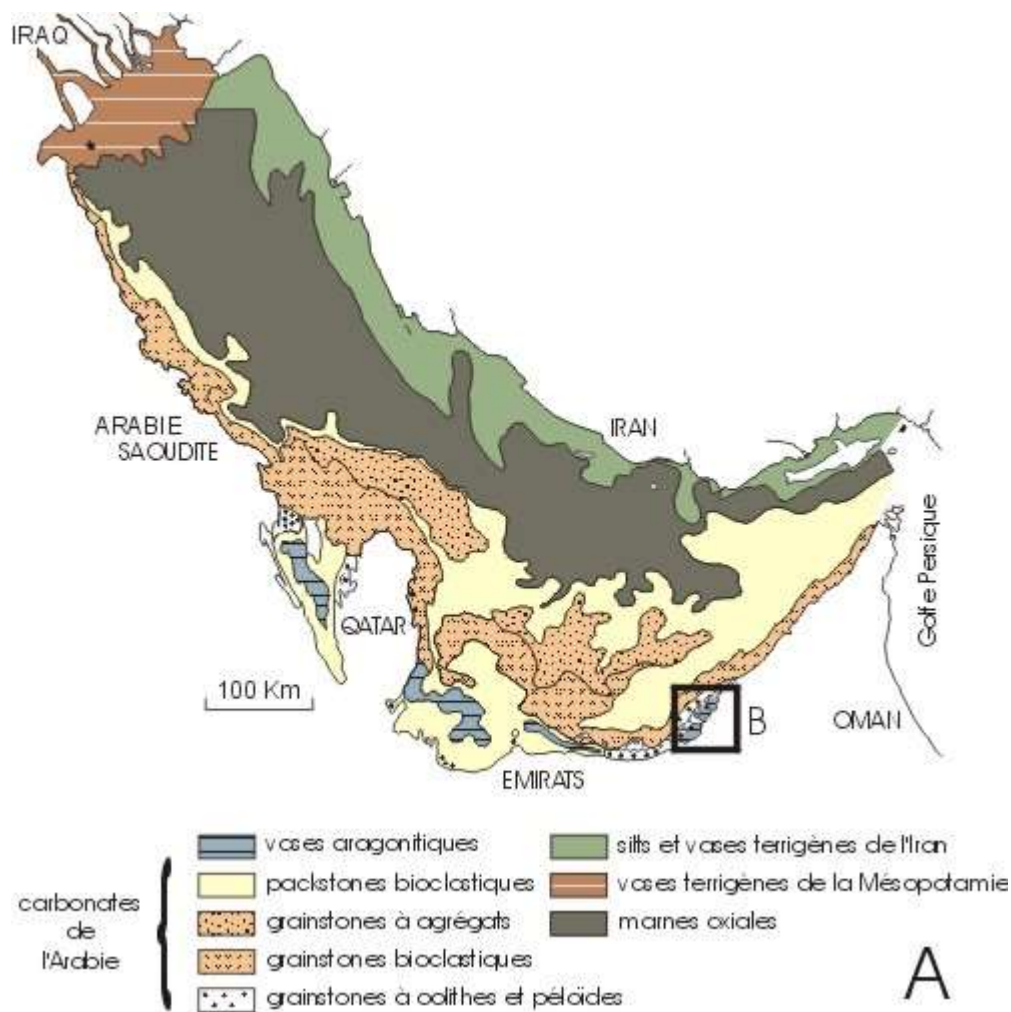 IRAQ
ARABIE
SAOUDITE
IRAN
QATAR
Golfe Persique
100 Km
B
OMAN
EMIRATS
vases aragonitiques
packstones bioclastiques
grainstones à agrégats
grainstones bioclastiques
grainstones à oolithes et péloïdes
carbonates
de
l'Arabie
silts et vases terrigènes de l'Iran
vases terrigènes de la Mésopotamie
marnes axiales
A